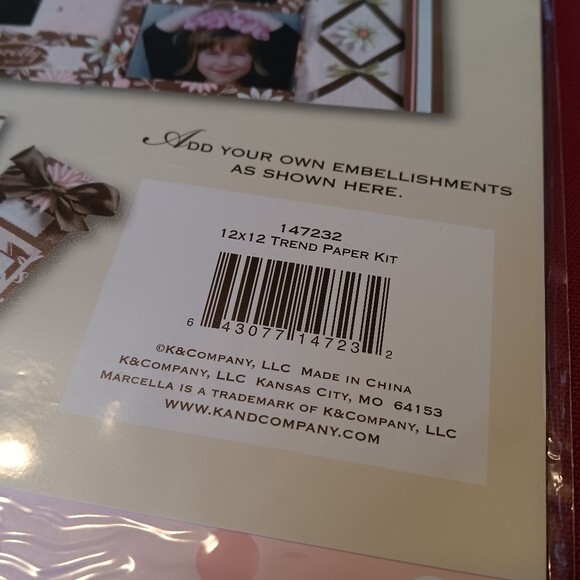 Add your own embellishments
as shown here.
147232
12x12 Trend Paper Kit
6 43077 14723 2
©K&Company, LLC Made in China
K&Company, LLC Kansas City, MO 64153
Marcella is a trademark of K&Company, LLC
www.kandcompany.com